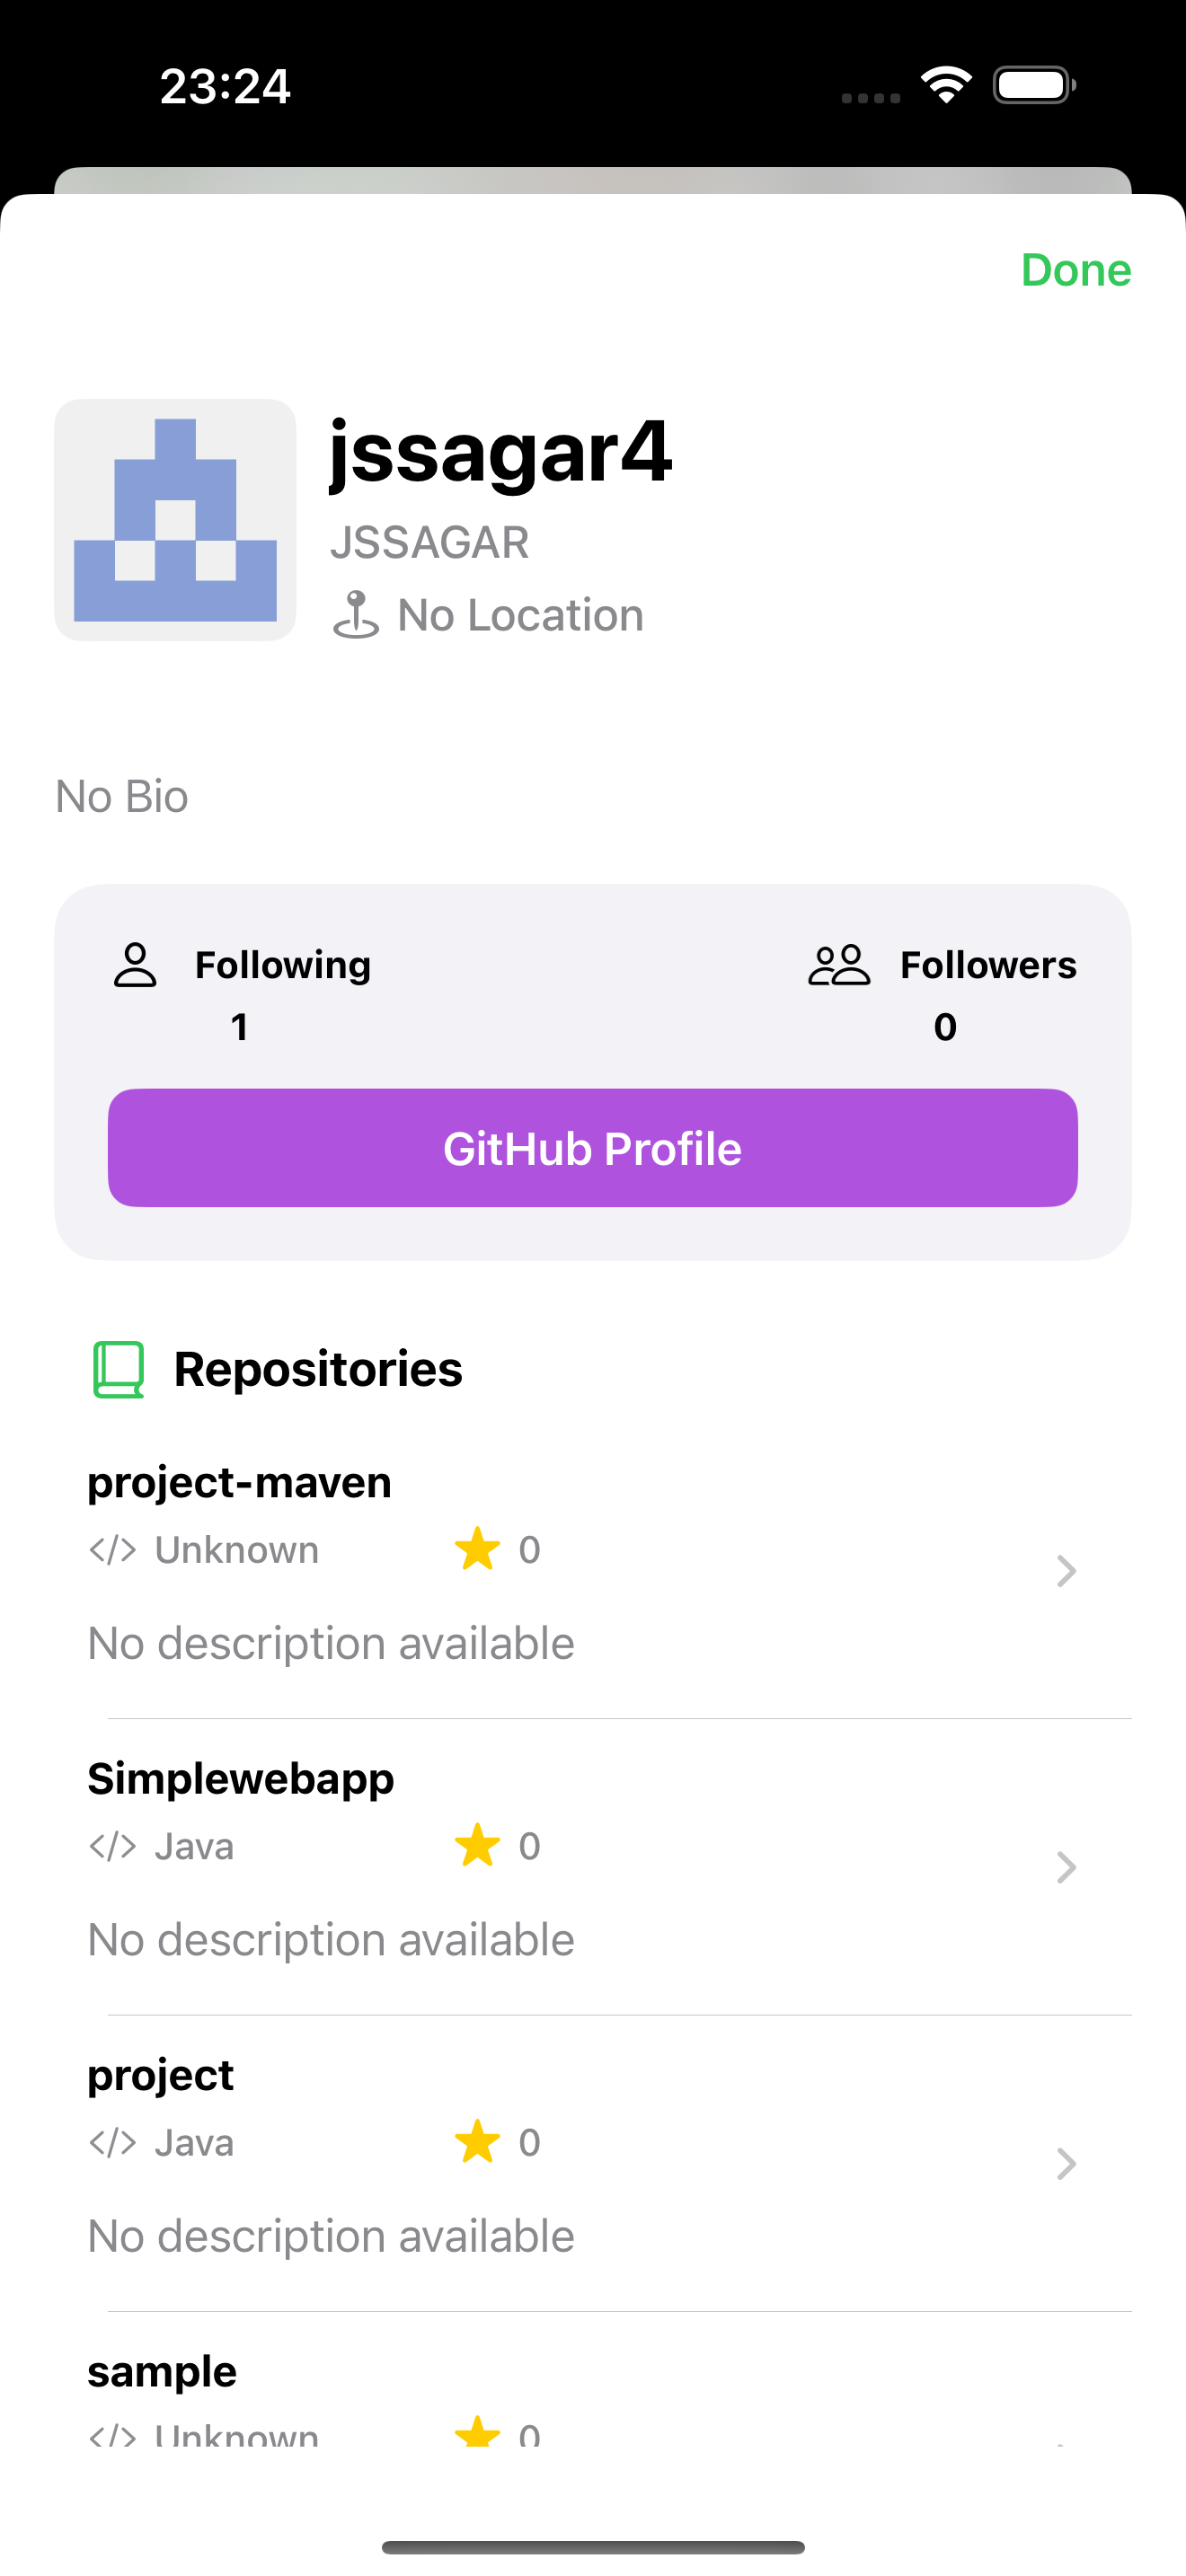 23:24
Done
jssagar4
JSSAGAR
No Location
No Bio
Following
1
Followers
0
GitHub Profile
Repositories
project-maven
</> Unknown 0
No description available
Simplewebapp
</> Java 0
No description available
project
</> Java 0
No description available
sample
</> Unknown 0